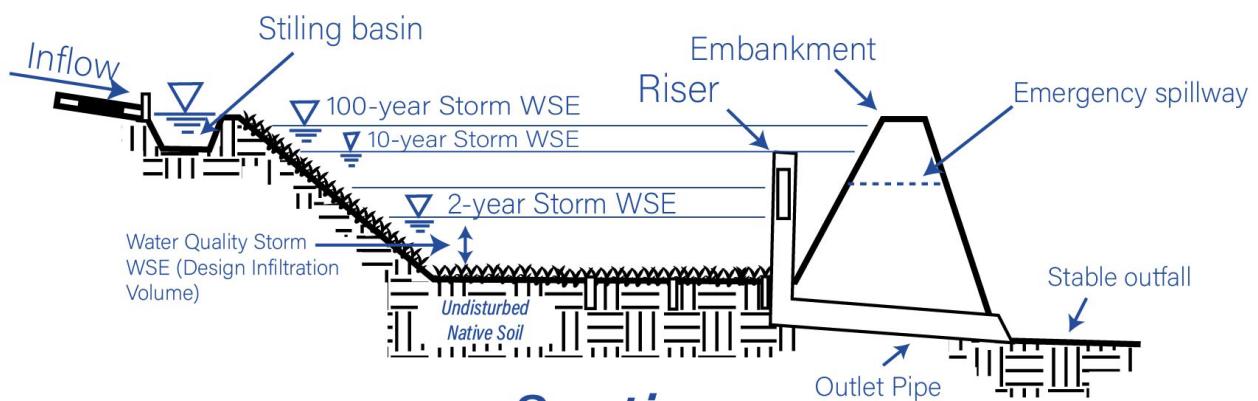 Stiling basin
Inflow
Embankment
Riser
Emergency spillway
100-year Storm WSE
10-year Storm WSE
2-year Storm WSE
Water Quality Storm
WSE (Design Infiltration
Volume)
Undisturbed
Native Soil
Stable outfall
Outlet Pipe